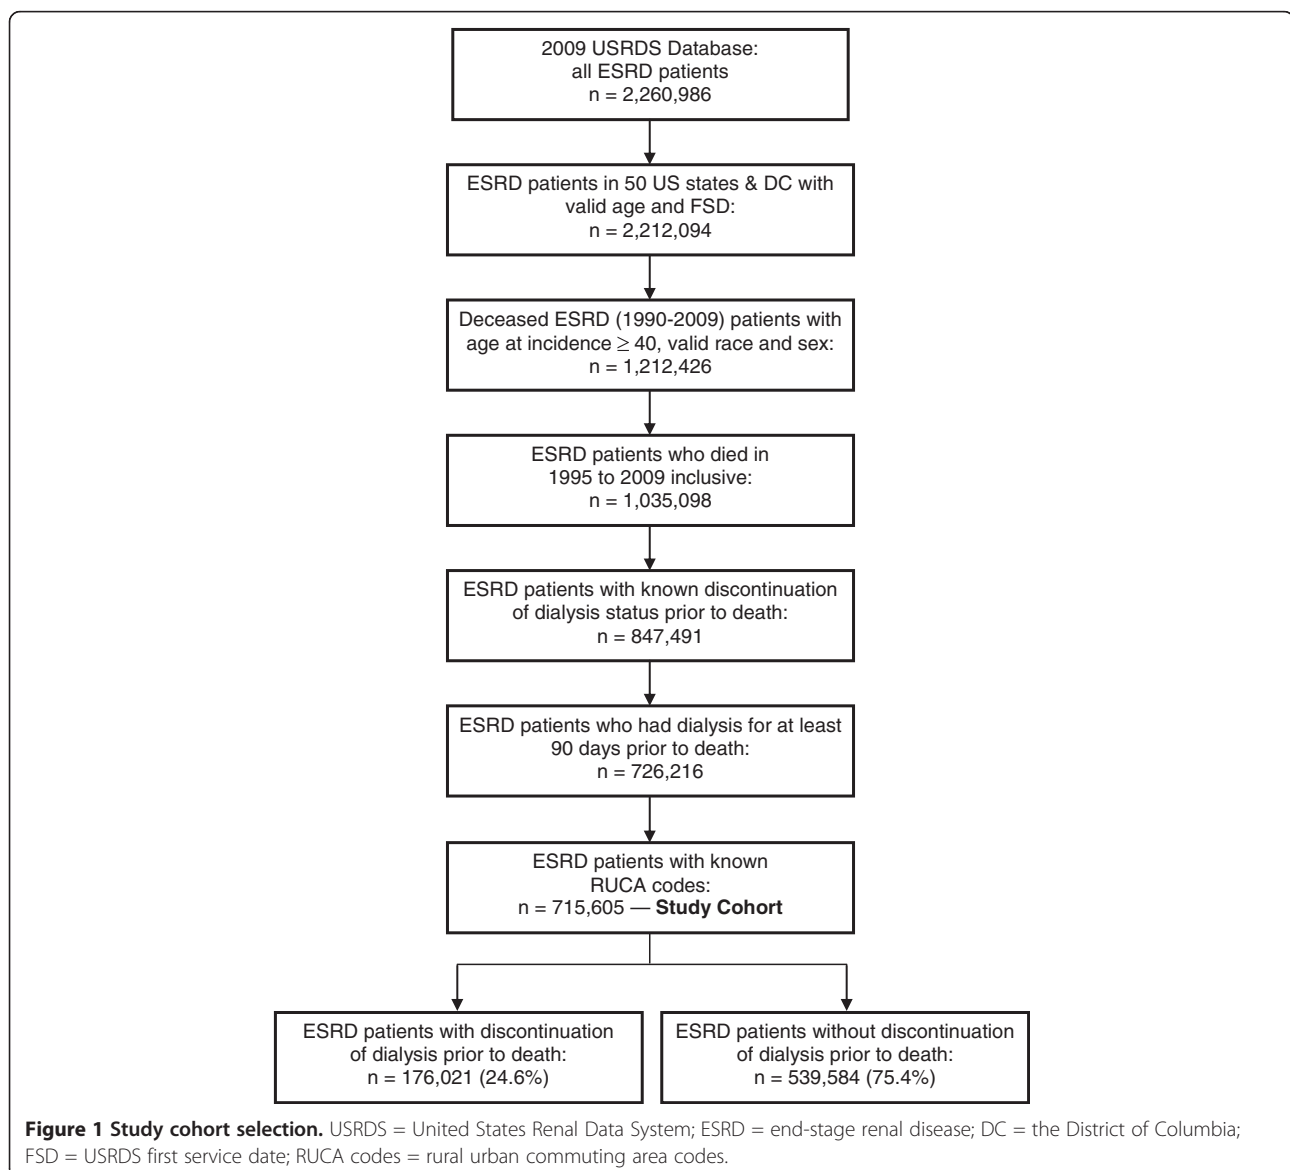 2009 USRDS Database:
all ESRD patients
n = 2,260,986
ESRD patients in 50 US states & DC with
valid age and FSD:
n = 2,212,094
Deceased ESRD (1990-2009) patients with
age at incidence ≥ 40, valid race and sex:
n = 1,212,426
ESRD patients who died in
1995 to 2009 inclusive:
n = 1,035,098
ESRD patients with known discontinuation
of dialysis status prior to death:
n = 847,491
ESRD patients who had dialysis for at least
90 days prior to death:
n = 726,216
ESRD patients with known
RUCA codes:
n = 715,605 — Study Cohort
ESRD patients with discontinuation
of dialysis prior to death:
n = 176,021 (24.6%)
ESRD patients without discontinuation
of dialysis prior to death:
n = 539,584 (75.4%)
Figure 1 Study cohort selection. USRDS = United States Renal Data System; ESRD = end-stage renal disease; DC = the District of Columbia;
FSD = USRDS first service date; RUCA codes = rural urban commuting area codes.